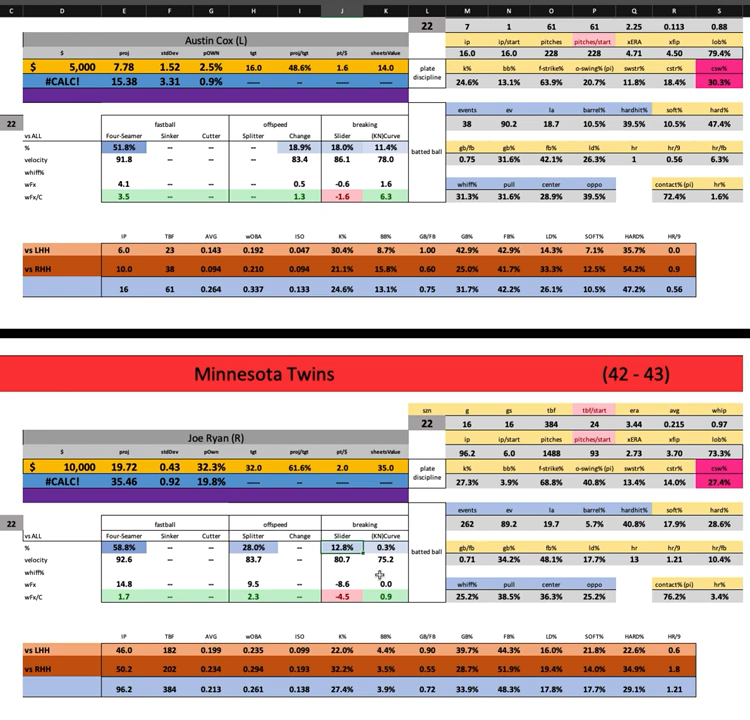 C D E F G H I J K L M N O P Q R S
22 7 1 61 61 2.25 0.113 0.88
Austin Cox (L) ip ip/start pitches pitches/start xERA xfip lob%
$ proj stdDev pOWN tgt proj/tgt pt/$ sheetsValue 16.0 16.0 228 228 4.71 4.50 79.4%
$ 5,000 7.78 1.52 2.5% 16.0 48.6% 1.6 14.0 plate discipline k% bb% f-strike% o-swing% (pi) swstr% cstr% csw%
#CALC! 15.38 3.31 0.9% -- -- -- -- 24.6% 13.1% 63.9% 20.7% 11.8% 18.4% 30.3%
events ev la barrel% hardhit% soft% hard%
22 fastball offspeed breaking 38 90.2 18.7 10.5% 39.5% 10.5% 47.4%
vs ALL Four-Seamer Sinker Cutter Splitter Change Slider (KN)Curve
% 51.8% -- -- -- 18.9% 18.0% 11.4% batted ball gb/fb gb% fb% ld% hr hr/9 hr/fb
velocity 91.8 -- -- -- 83.4 86.1 78.0 0.75 31.6% 42.1% 26.3% 1 0.56 6.3%
whiff%
wFx 4.1 -- -- -- 0.5 -0.6 1.6 whiff% pull center oppo contact% (pi) hr%
wFx/C 3.5 -- -- -- 1.3 -1.6 6.3 31.3% 31.6% 28.9% 39.5% 72.4% 1.6%
IP TBF AVG wOBA ISO K% BB% GB/FB GB% FB% LD% SOFT% HARD% HR/9
vs LHH 6.0 23 0.143 0.192 0.047 30.4% 8.7% 1.00 42.9% 42.9% 14.3% 7.1% 35.7% 0.0
vs RHH 10.0 38 0.094 0.210 0.094 21.1% 15.8% 0.60 25.0% 41.7% 33.3% 12.5% 54.2% 0.9
16 61 0.264 0.337 0.133 24.6% 13.1% 0.75 31.7% 42.2% 26.1% 10.5% 47.2% 0.56
Minnesota Twins (42 - 43)
szn g gs tbf tbf/start era avg whip
22 16 16 384 24 3.44 0.215 0.97
Joe Ryan (R) ip ip/start pitches pitches/start xERA xfip lob%
$ proj stdDev pOwn tgt proj/tgt pt/$ sheetsValue 96.2 6.0 1488 93 2.73 3.70 73.3%
$ 10,000 19.72 0.43 32.3% 32.0 61.6% 2.0 35.0 plate discipline k% bb% f-strike% o-swing% (pi) swstr% cstr% csw%
#CALC! 35.46 0.92 19.8% -- -- -- -- 27.3% 3.9% 68.8% 40.8% 13.4% 14.0% 27.4%
events ev la barrel% hardhit% soft% hard%
22 fastball offspeed breaking 262 89.2 19.7 5.7% 40.8% 17.9% 28.6%
vs ALL Four-Seamer Sinker Cutter Splitter Change Slider (KN)Curve
% 58.8% -- -- 28.0% -- 12.8% 0.3% batted ball gb/fb gb% fb% ld% hr hr/9 hr/fb
velocity 92.6 -- -- 83.7 -- 80.7 75.2 0.71 34.2% 48.1% 17.7% 13 1.21 10.4%
whiff%
wFx 14.8 -- -- 9.5 -- -8.6 0.0 whiff% pull center oppo contact% (pi) hr%
wFx/C 1.7 -- -- 2.3 -- -4.5 0.9 25.2% 38.5% 36.3% 25.2% 76.2% 3.4%
IP TBF AVG wOBA ISO K% BB% GB/FB GB% FB% LD% SOFT% HARD% HR/9
vs LHH 46.0 182 0.199 0.235 0.099 22.0% 4.4% 0.90 39.7% 44.3% 16.0% 21.8% 22.6% 0.6
vs RHH 50.2 202 0.234 0.294 0.193 32.2% 3.5% 0.55 28.7% 51.9% 19.4% 14.0% 34.9% 1.8
96.2 384 0.213 0.261 0.138 27.4% 3.9% 0.72 33.9% 48.3% 17.8% 17.7% 29.1% 1.21